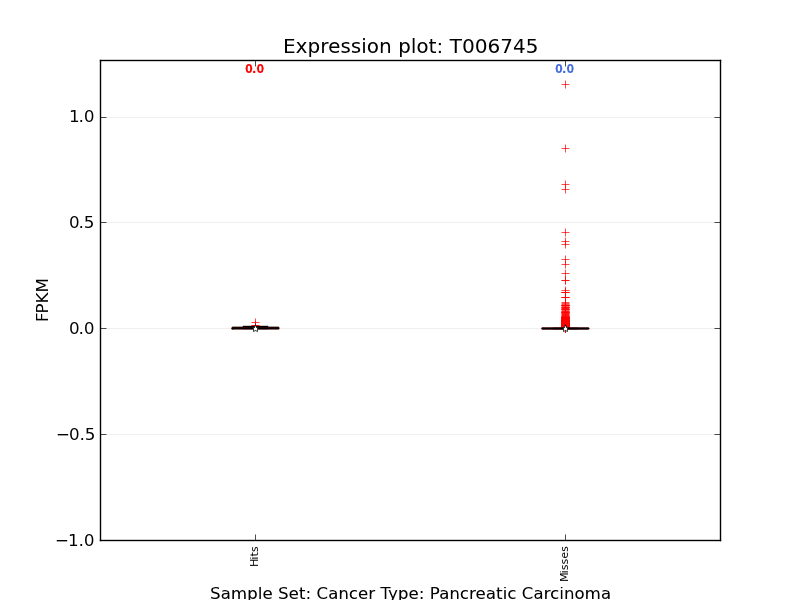 Expression plot: T006745
0.0 0.0
1.0
0.5
FPKM
0.0
−0.5
−1.0
Hits Misses
Sample Set: Cancer Type: Pancreatic Carcinoma